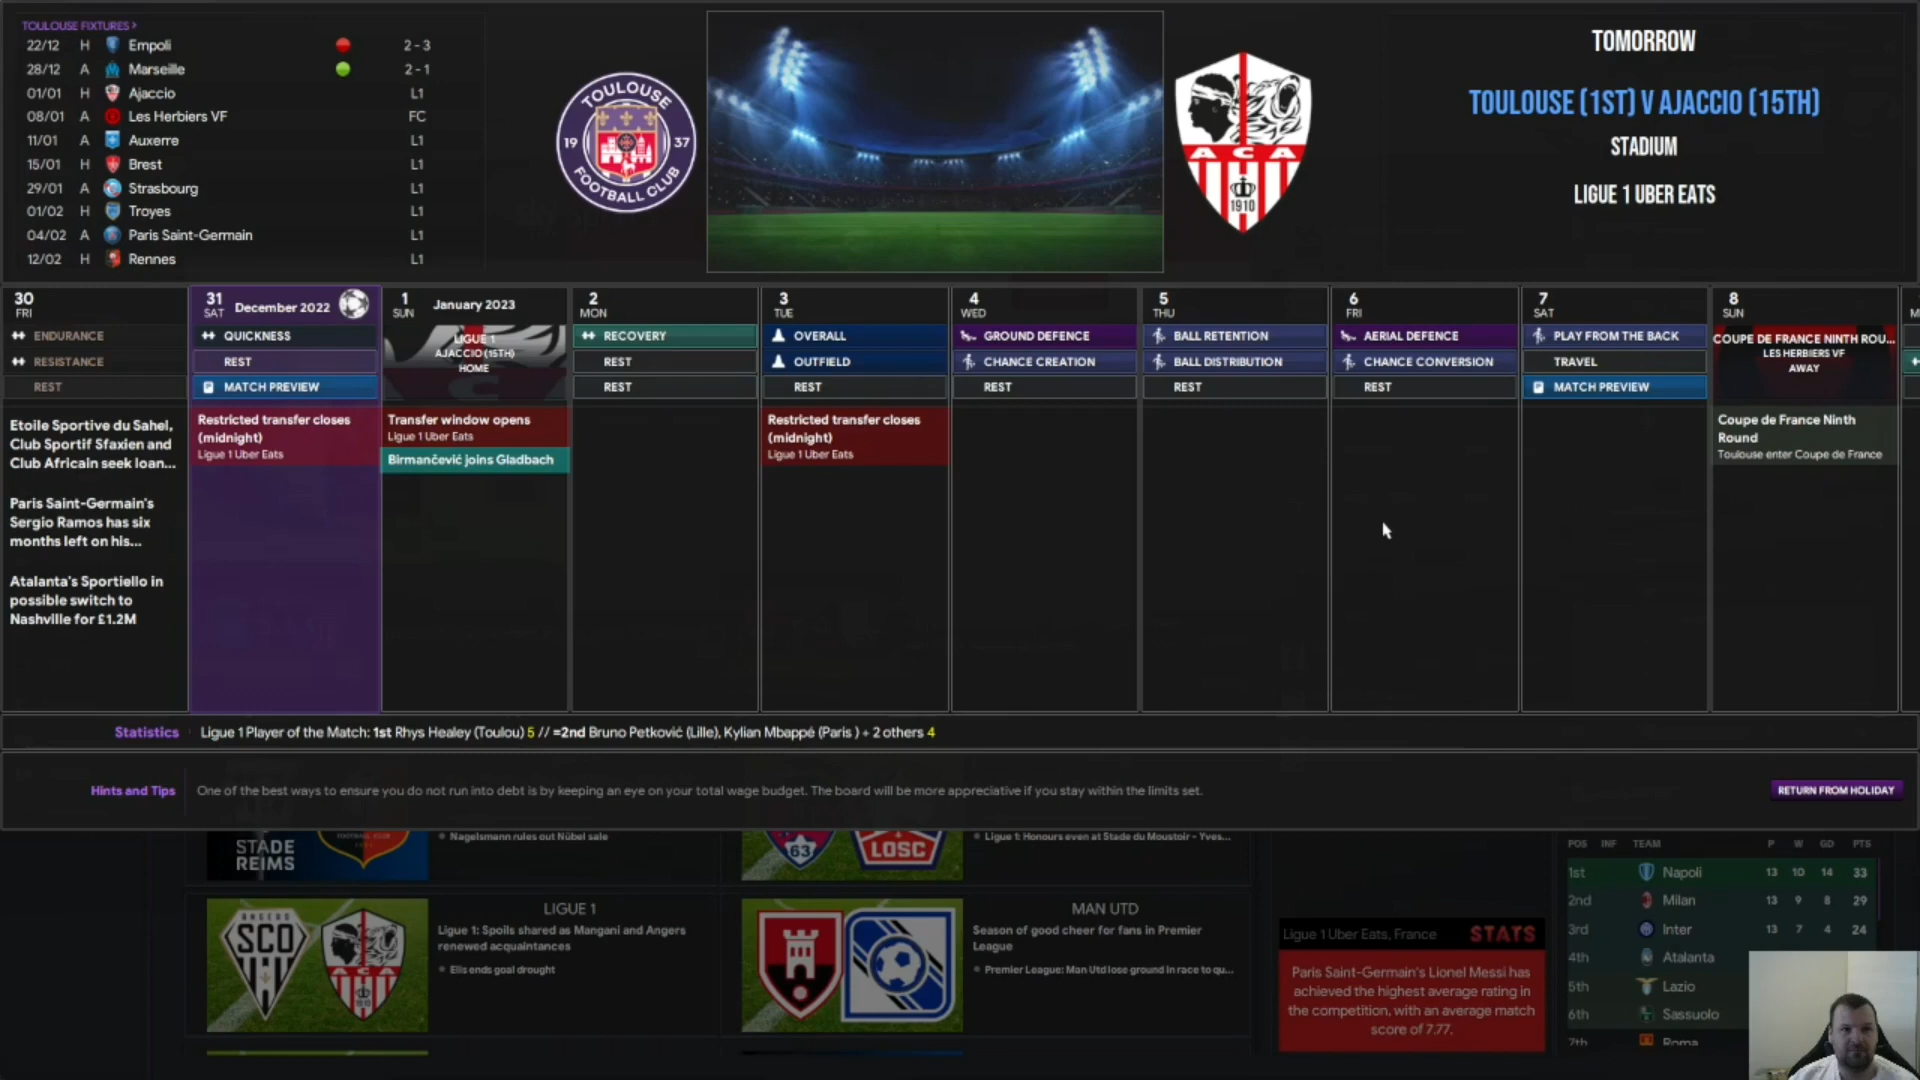 TOULOUSE FIXTURES >
22/12 H Empoli 2 - 3
28/12 A Marseille 2 - 1
01/01 H Ajaccio L1
08/01 A Les Herbiers VF FC
11/01 A Auxerre L1
15/01 H Brest L1
29/01 A Strasbourg L1
01/02 H Troyes L1
04/02 A Paris Saint-Germain L1
12/02 H Rennes L1
TOULOUSE
19 37
FOOTBALL CLUB
ACA
1910
TOMORROW
TOULOUSE (1ST) V AJACCIO (15TH)
STADIUM
LIGUE 1 UBER EATS
30
FRI
ENDURANCE
RESISTANCE
REST
Etoile Sportive du Sahel,
Club Sportif Sfaxien and
Club Africain seek loan...
Paris Saint-Germain's
Sergio Ramos has six
months left on his...
Atalanta's Sportiello in
possible switch to
Nashville for £1.2M
31 December 2022
SAT
QUICKNESS
REST
MATCH PREVIEW
Restricted transfer closes
(midnight)
Ligue 1 Uber Eats
1 January 2023
SUN
LIGUE 1
AJACCIO (15TH)
HOME
Transfer window opens
Ligue 1 Uber Eats
Birmančević joins Gladbach
2
MON
RECOVERY
REST
REST
3
TUE
OVERALL
OUTFIELD
REST
Restricted transfer closes
(midnight)
Ligue 1 Uber Eats
4
WED
GROUND DEFENCE
CHANCE CREATION
REST
5
THU
BALL RETENTION
BALL DISTRIBUTION
REST
6
FRI
AERIAL DEFENCE
CHANCE CONVERSION
REST
7
SAT
PLAY FROM THE BACK
TRAVEL
MATCH PREVIEW
8
SUN
COUPE DE FRANCE NINTH ROU...
LES HERBIERS VF
AWAY
Coupe de France Ninth
Round
Toulouse enter Coupe de France
M
Statistics Ligue 1 Player of the Match: 1st Rhys Healey (Toulou) 5 // =2nd Bruno Petković (Lille), Kylian Mbappé (Paris ) + 2 others 4
Hints and Tips One of the best ways to ensure you do not run into debt is by keeping an eye on your total wage budget. The board will be more appreciative if you stay within the limits set.
RETURN FROM HOLIDAY
STADE
REIMS
Nagelsmann rules out Nübel sale
63
LOSC
Ligue 1: Honours even at Stade du Moustoir - Yves...
ANGERS
SCO
ACA
1910
LIGUE 1
Ligue 1: Spoils shared as Mangani and Angers
renewed acquaintances
Elis ends goal drought
MAN UTD
Season of good cheer for fans in Premier
League
Premier League: Man Utd lose ground in race to qu...
Ligue 1 Uber Eats, France STATS
Paris Saint-Germain's Lionel Messi has
achieved the highest average rating in
the competition, with an average match
score of 7.77.
POS INF TEAM P W GD PTS
1st Napoli 13 10 14 33
2nd Milan 13 9 8 29
3rd Inter 13 7 4 24
4th Atalanta
5th Lazio
6th Sassuolo
7th Roma